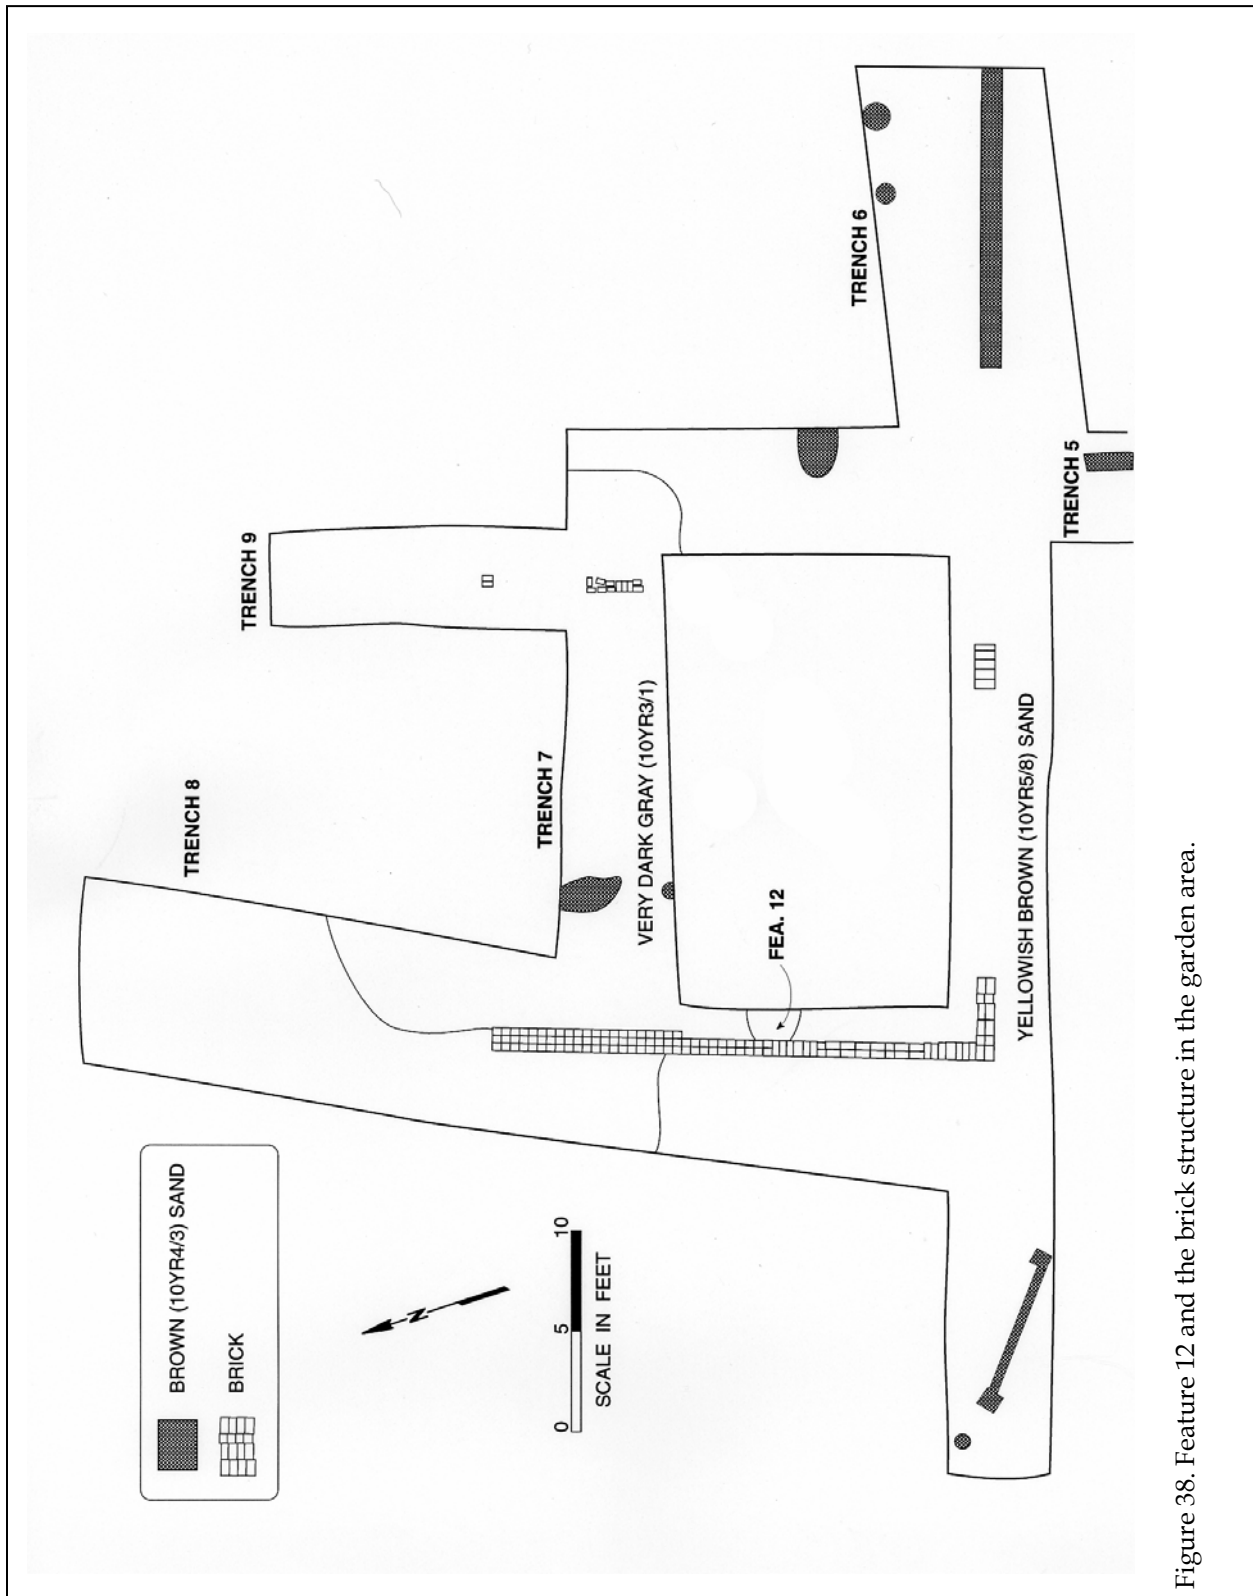 TRENCH 8
TRENCH 9
TRENCH 7
TRENCH 6
TRENCH 5
VERY DARK GRAY (10YR3/1)
FEA. 12
YELLOWISH BROWN (10YR5/8) SAND
BROWN (10YR4/3) SAND
BRICK
N
0 5 10
SCALE IN FEET
Figure 38. Feature 12 and the brick structure in the garden area.